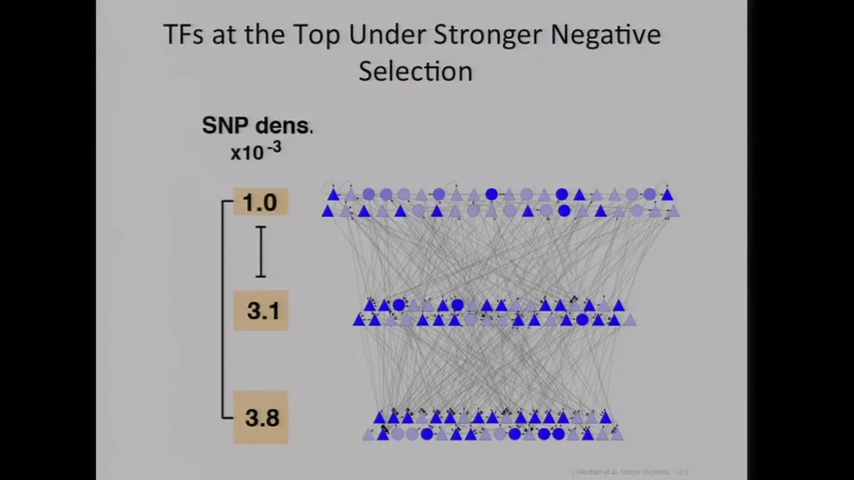 TFs at the Top Under Stronger Negative
Selection
SNP dens.
x10-3
1.0
3.1
3.8